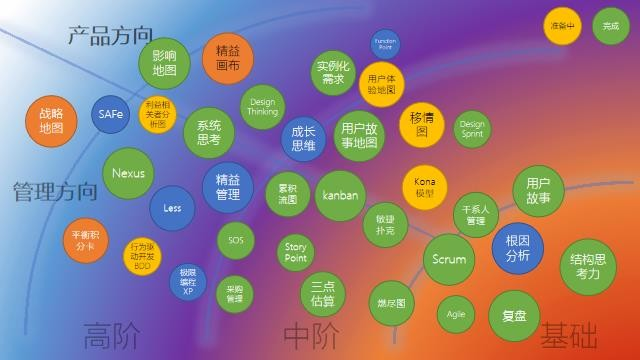 产品方向
准备中
完成
影响
地图
精益
画布
Function
Point
实例化
需求
用户体
验地图
战略
地图
SAFe
利益相
关者分
析图
Design
Thinking
系统
思考
成长
思维
用户故
事地图
移情
图
Design
Sprint
管理方向
Nexus
Less
精益
管理
累积
流图
kanban
Kona
模型
用户
故事
敏捷
扑克
干系人
管理
平衡积
分卡
行为驱
动开发
BDD
SOS
Story
Point
Scrum
根因
分析
结构思
考力
极限
编程
XP
采购
管理
三点
估算
燃尽图
Agile
复盘
高阶
中阶
基础